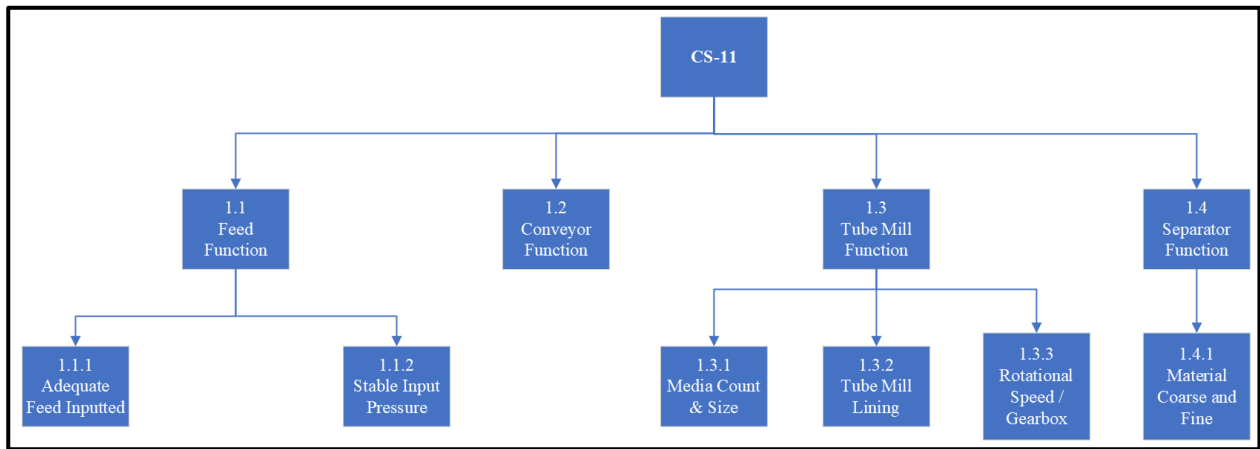 CS-11
1.1
Feed
Function
1.2
Conveyor
Function
1.3
Tube Mill
Function
1.4
Separator
Function
1.1.1
Adequate
Feed Inputted
1.1.2
Stable Input
Pressure
1.3.1
Media Count
& Size
1.3.2
Tube Mill
Lining
1.3.3
Rotational
Speed /
Gearbox
1.4.1
Material
Coarse and
Fine